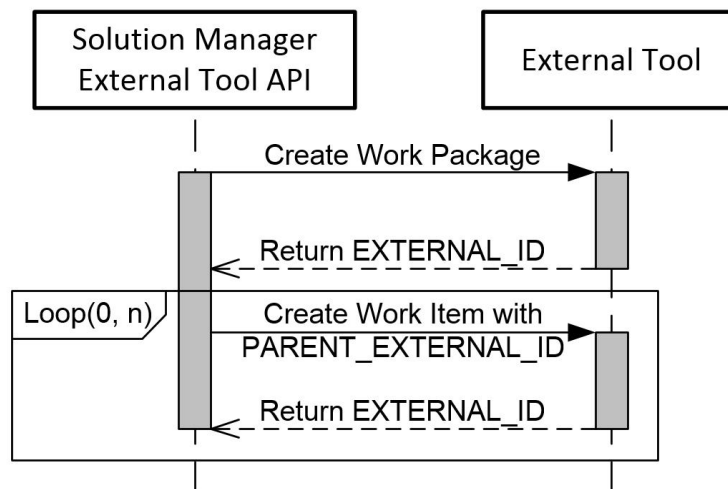 Solution Manager
External Tool API
External Tool
Create Work Package
Return EXTERNAL_ID
Loop(0, n)
Create Work Item with
PARENT_EXTERNAL_ID
Return EXTERNAL_ID